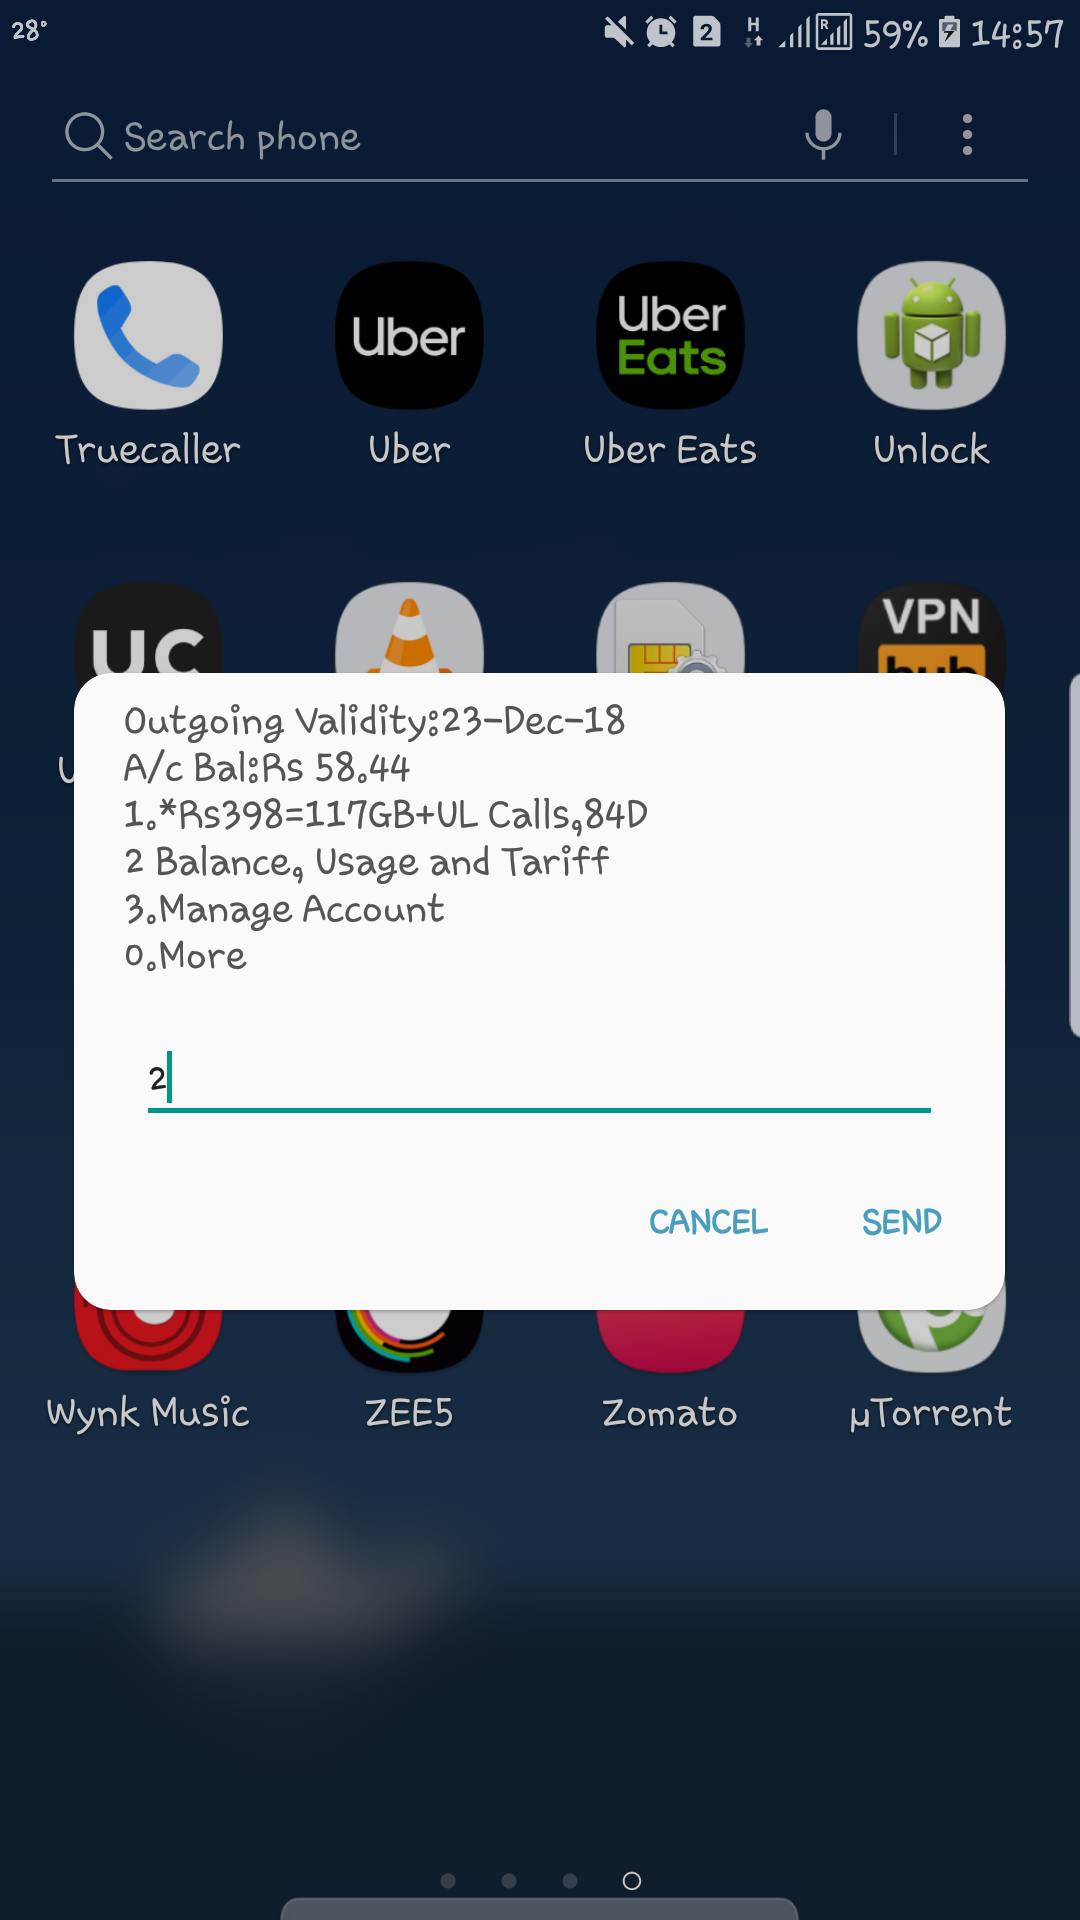 28°
2 H R 59% 14:57
Search phone
Uber
Uber
Eats
Truecaller Uber Uber Eats Unlock
UC VPN
hub
U
Outgoing Validity:23-Dec-18
A/c Bal:Rs 58.44
1.*Rs398=117GB+UL Calls,84D
2 Balance, Usage and Tariff
3.Manage Account
0.More
2
CANCEL SEND
Wynk Music ZEE5 Zomato µTorrent